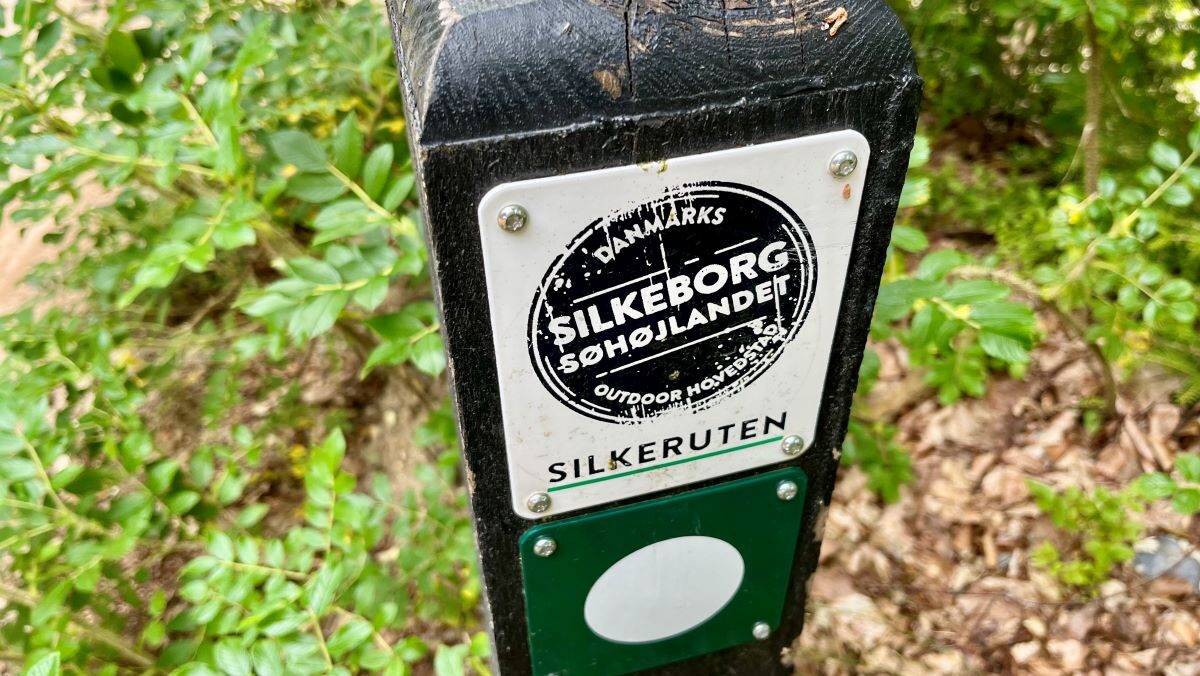 DANMARKS
SILKEBORG
SØHØJLANDET
OUTDOOR HOVEDSTAD
SILKERUTEN